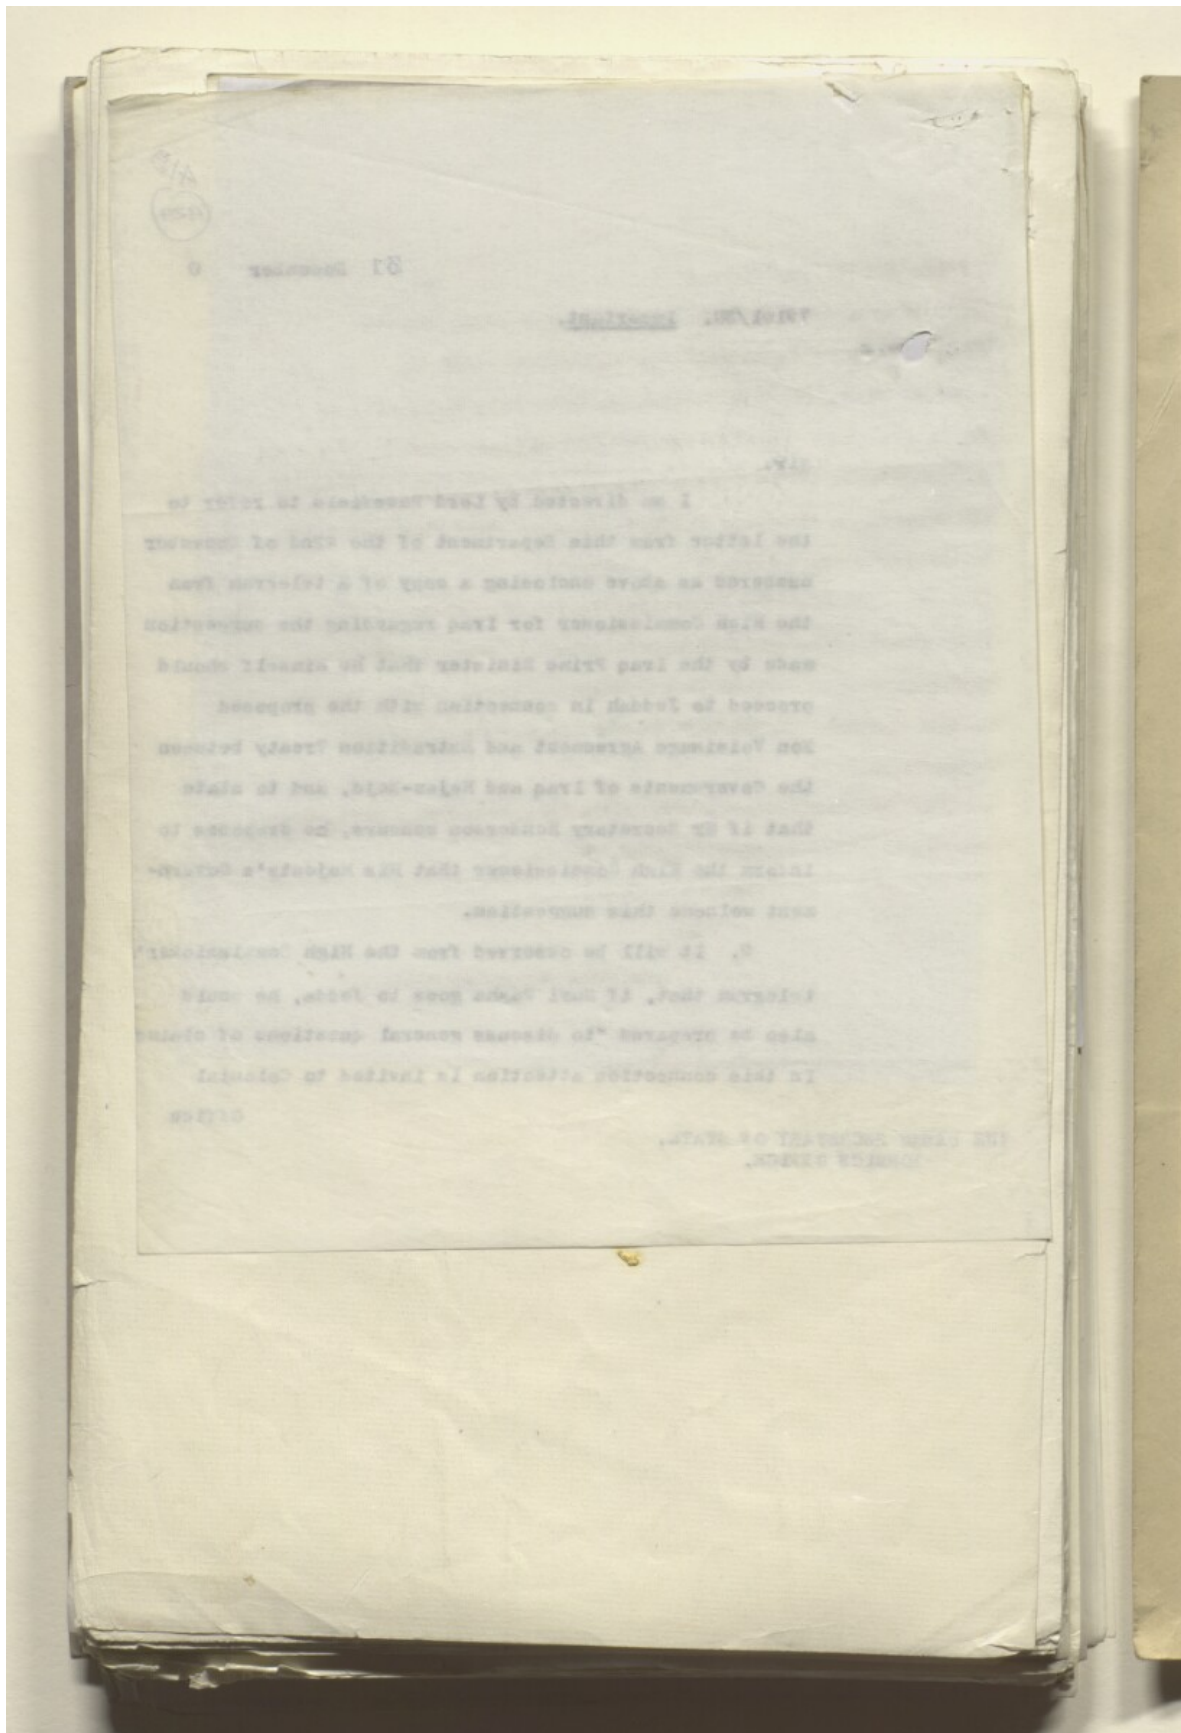 31 December 0
Important.
Sir,
I am directed by Lord Passfield to refer to
the letter from this Department of the 22nd of December
numbered as above enclosing a copy of a telegram from
the High Commissioner for Iraq regarding the suggestion
made by the Iraq Prime Minister that he himself should
proceed to Jeddah in connection with the proposed
Bon Voisinage Agreement and Extradition Treaty between
the Governments of Iraq and Hejaz-Nejd, and to state
that if Mr Secretary Henderson concurs, he proposes to
inform the High Commissioner that His Majesty's Govern-
ment welcome this suggestion.
2. It will be observed from the High Commissioner'
telegram that, if Nuri Pasha goes to Jedda, he would
also be prepared "to discuss general questions of
In this connection attention is invited to Colonial
Office
THE UNDER SECRETARY OF STATE,
FOREIGN OFFICE.